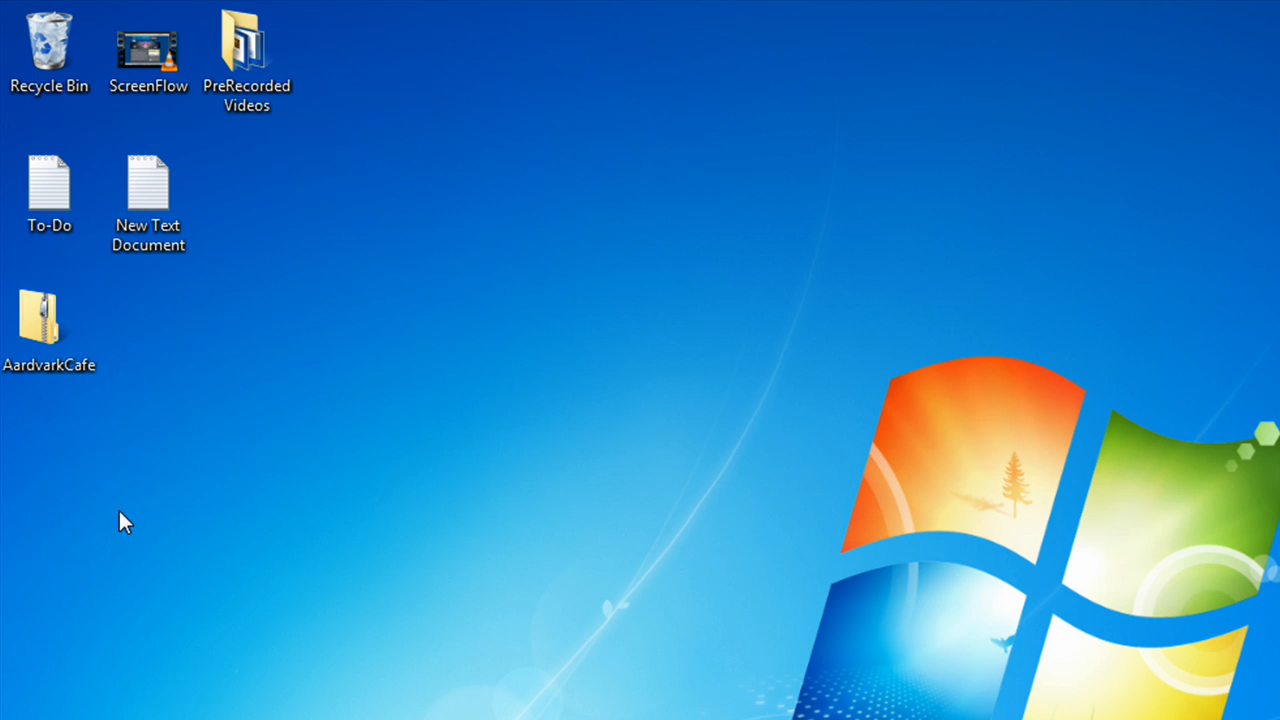 Recycle Bin
ScreenFlow
PreRecorded
Videos
To-Do
New Text
Document
AardvarkCafe